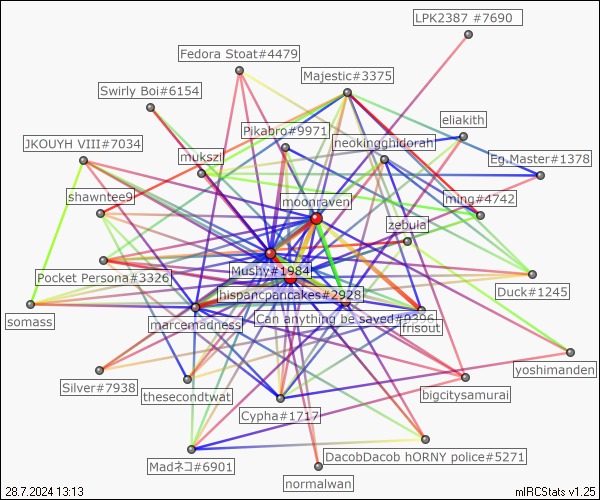 LPK2387 #7690
Fedora Stoat#4479
Majestic#3375
Swirly Boi#6154
eliakith
Pikabro#9971
neokingghidorah
JKOUYH VIII#7034
mukszil
Eg.Master#1378
shawntee9
moonraven
ming#4742
zebula
Mushy#1984
Pocket Persona#3326
Duck#1245
hispancpancakes#2928
somass
marcemadness
Can anything be saved#0396
frisout
yoshimanden
Silver#7938
thesecondtwat
bigcitysamurai
Cypha#1717
DacobDacob hORNY police#5271
Madネコ#6901
normalwan
28.7.2024 13:13
mIRCStats v1.25